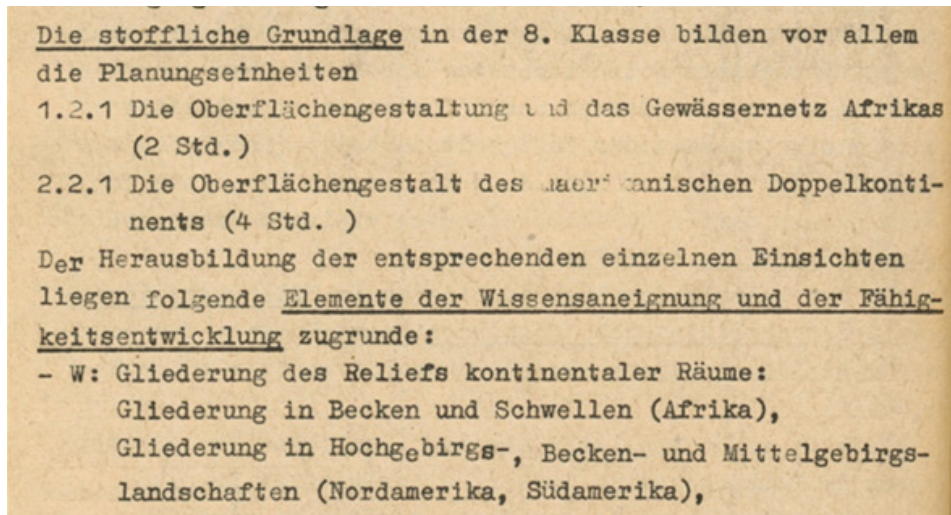 Die stoffliche Grundlage in der 8. Klasse bilden vor allem
die Planungseinheiten
1.2.1 Die Oberflächengestaltung und das Gewässernetz Afrikas
(2 Std.)
2.2.1 Die Oberflächengestalt des Doppelkonti-
nents (4 Std. )
Der Herausbildung der entsprechenden einzelnen Einsichten
liegen folgende Elemente der Wissensaneignung und der Fähig-
keitsentwicklung zugrunde:
- W: Gliederung des Reliefs kontinentaler Räume:
Gliederung in Becken und Schwellen (Afrika),
Gliederung in Hochgebirgs-, Becken- und Mittelgebirgs-
landschaften (Nordamerika, Südamerika),